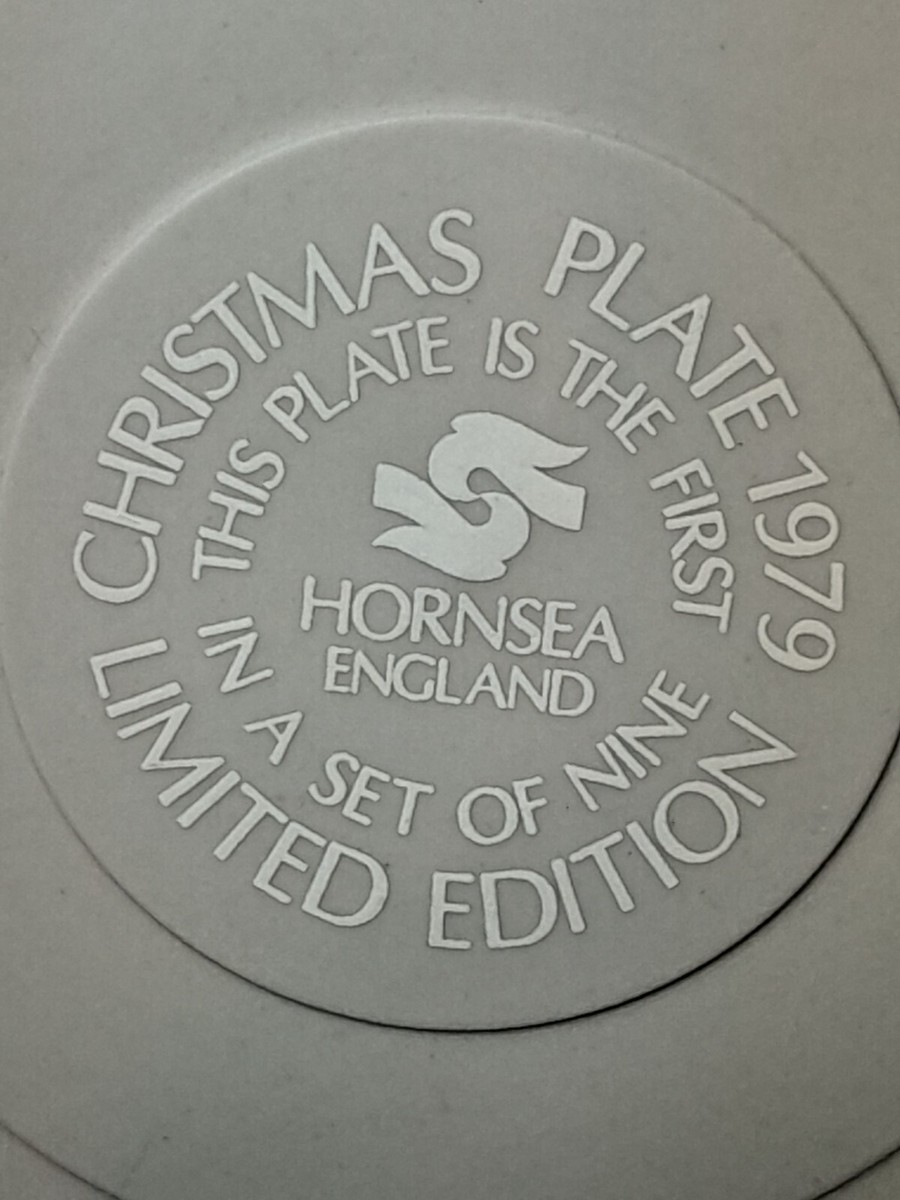 CHRISTMAS PLATE 1979
THIS PLATE IS THE FIRST
HORNSEA
ENGLAND
IN A SET OF NINE
LIMITED EDITION